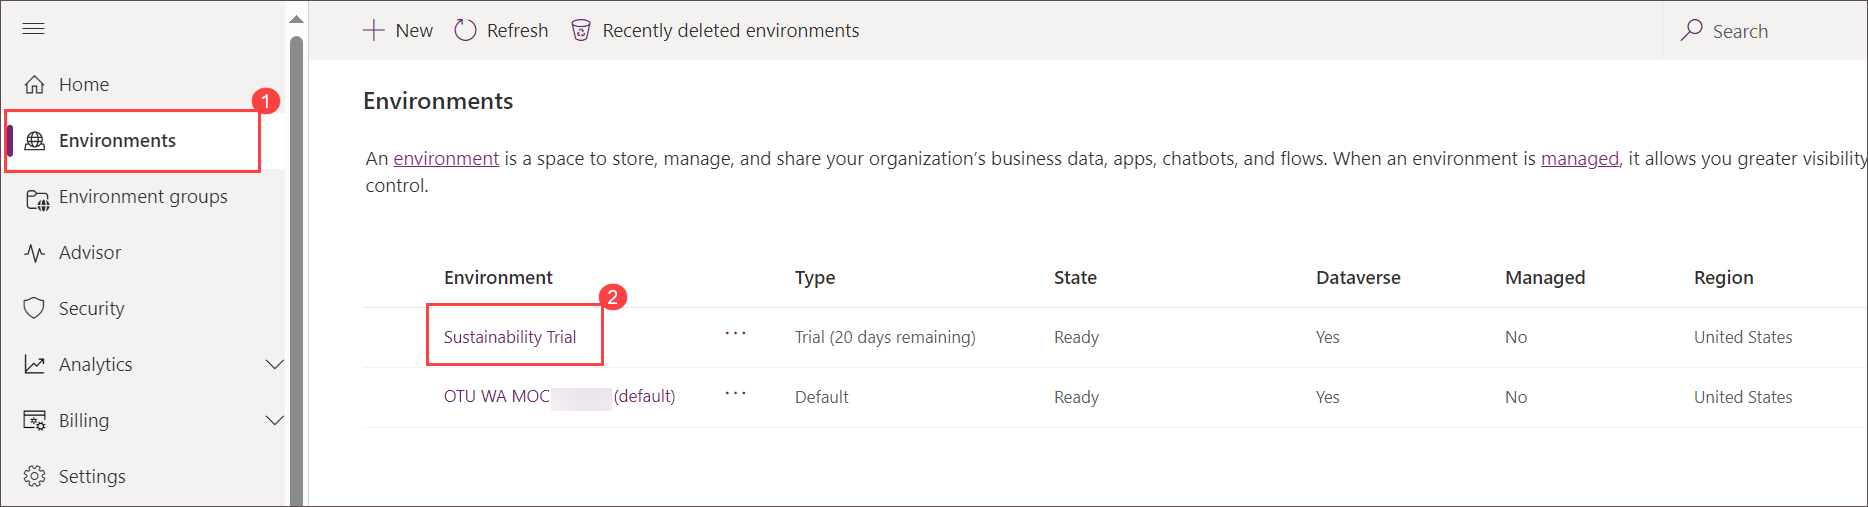 New Refresh Recently deleted environments Search
Home
1
Environments
Environment groups
Advisor
Security
Analytics
Billing
Settings
Environments
An environment is a space to store, manage, and share your organization's business data, apps, chatbots, and flows. When an environment is managed, it allows you greater visibility
control.
Environment Type State Dataverse Managed Region
2
Sustainability Trial ... Trial (20 days remaining) Ready Yes No United States
OTU WA MOC (default) ... Default Ready Yes No United States